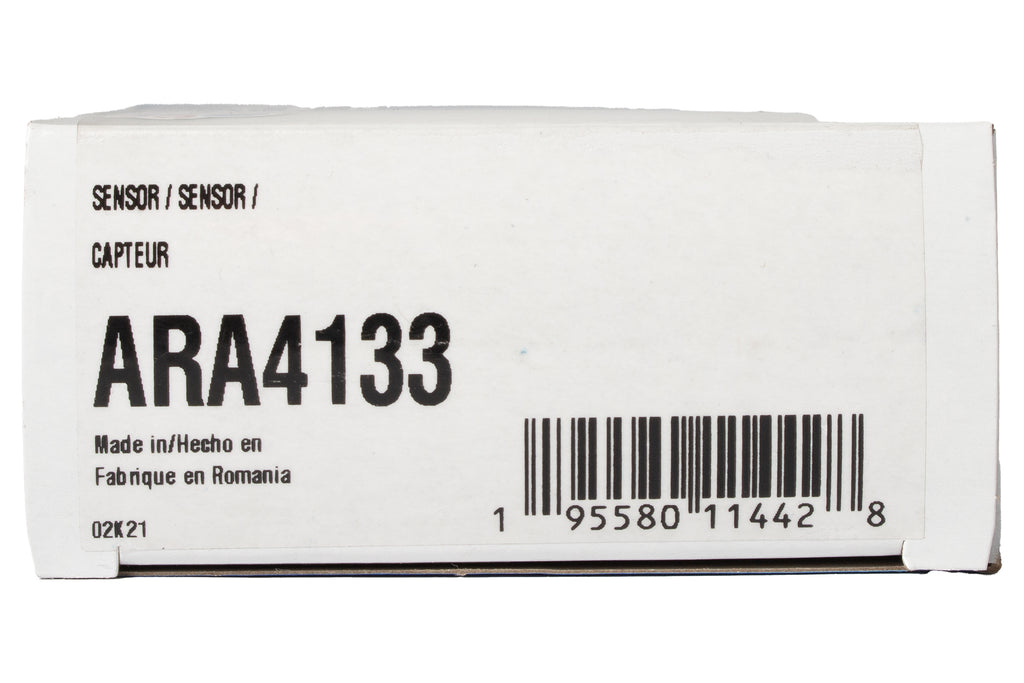 SENSOR / SENSOR /
CAPTEUR
ARA4133
Made in/Hecho en
Fabrique en Romania
02K21
1 95580 11442 8